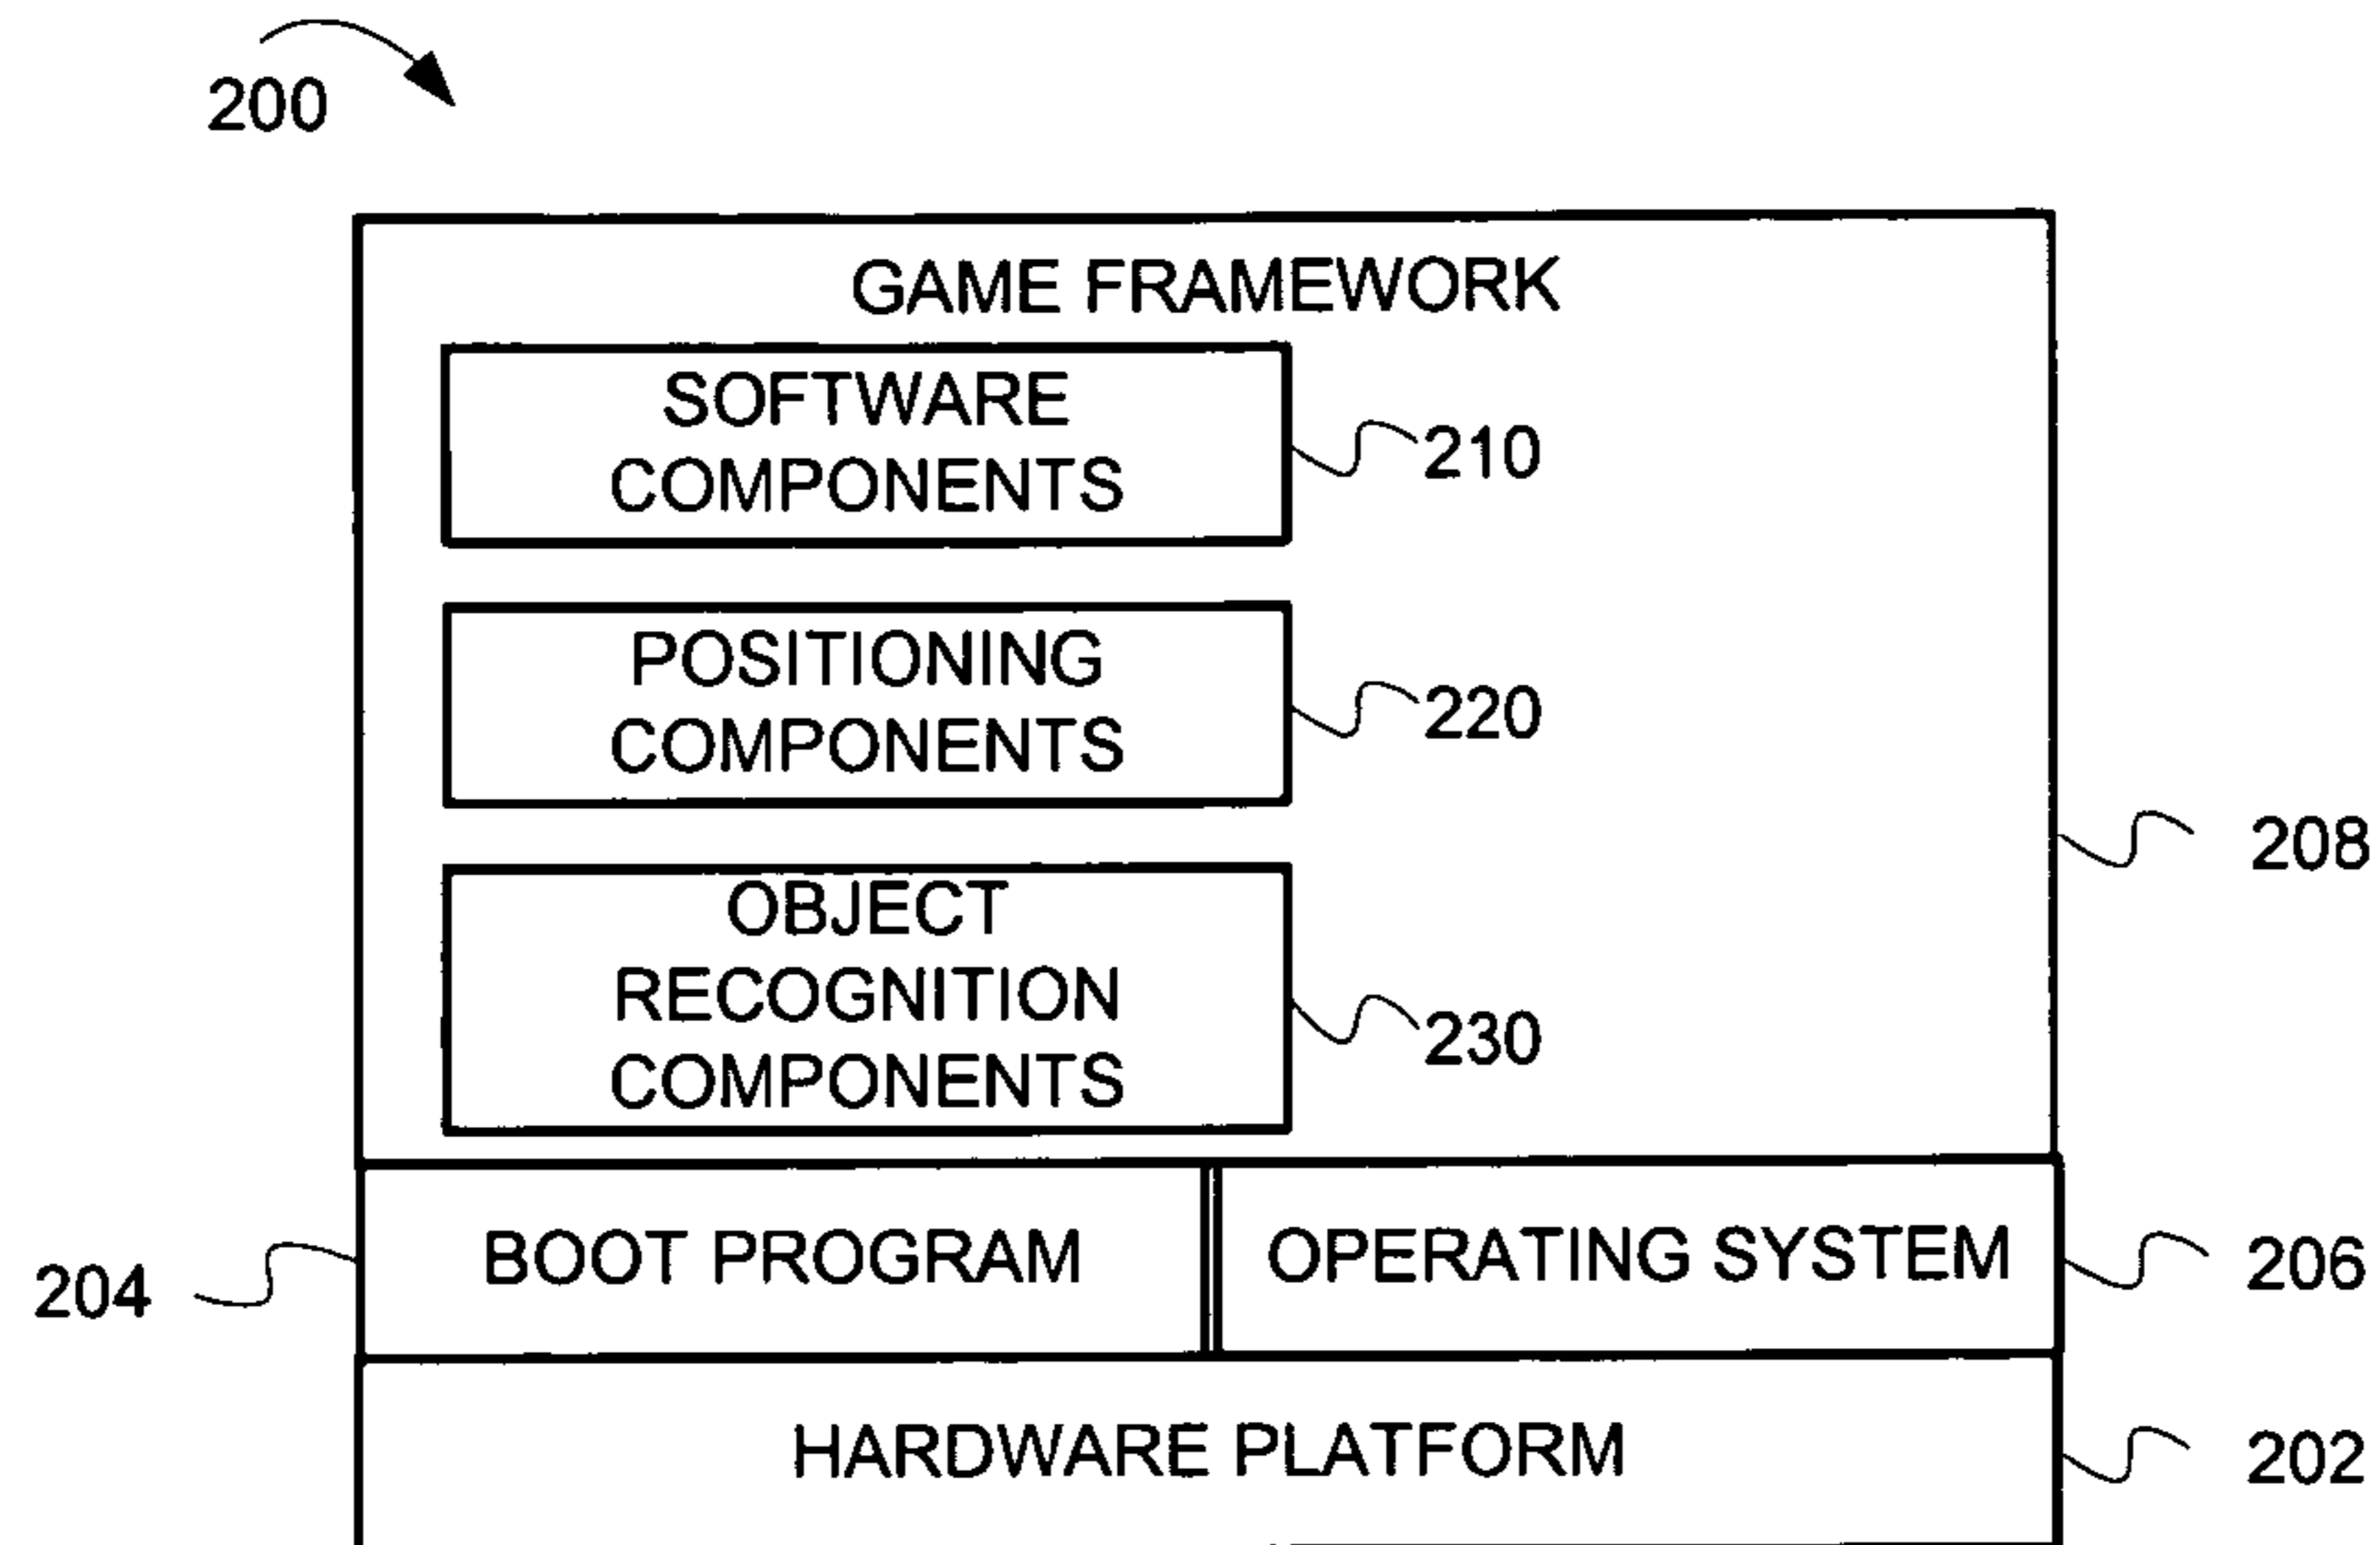 200
GAME FRAMEWORK
SOFTWARE
COMPONENTS
210
POSITIONING
COMPONENTS
220
208
OBJECT
RECOGNITION
COMPONENTS
230
204
BOOT PROGRAM
OPERATING SYSTEM
206
HARDWARE PLATFORM
202